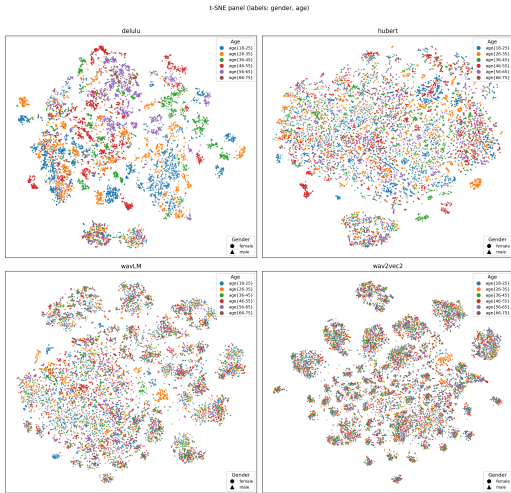 t-SNE panel (labels: gender, age)
delulu
Age
age[18-25]
age[26-35]
age[36-45]
age[46-55]
age[56-65]
age[66-75]
Gender
female
male
hubert
Age
age[18-25]
age[26-35]
age[36-45]
age[46-55]
age[56-65]
age[66-75]
Gender
female
male
wavLM
Age
age[18-25]
age[26-35]
age[36-45]
age[46-55]
age[56-65]
age[66-75]
Gender
female
male
wav2vec2
Age
age[18-25]
age[26-35]
age[36-45]
age[46-55]
age[56-65]
age[66-75]
Gender
female
male